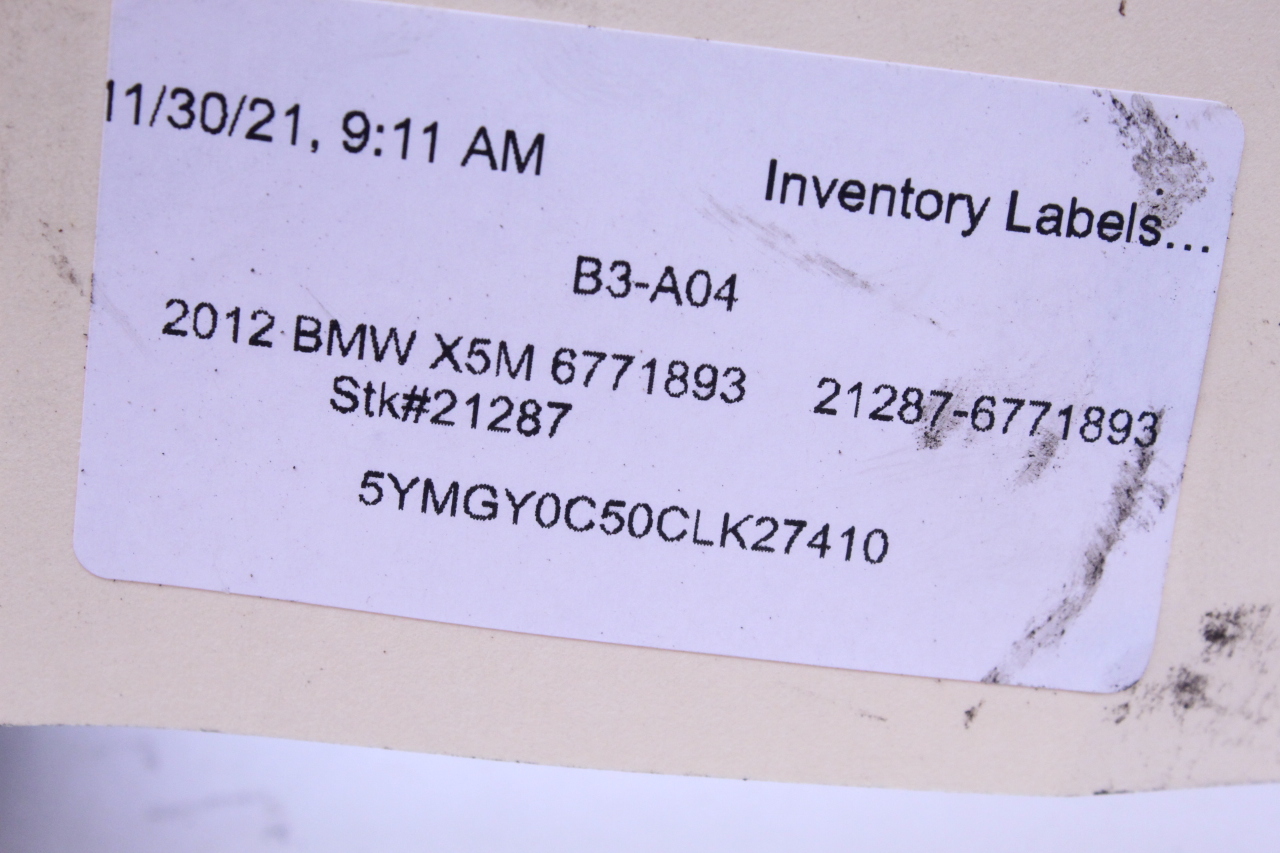 11/30/21, 9:11 AM
Inventory Labels...
B3-A04
2012 BMW X5M 6771893
21287-6771893
Stk#21287
5YMGY0C50CLK27410